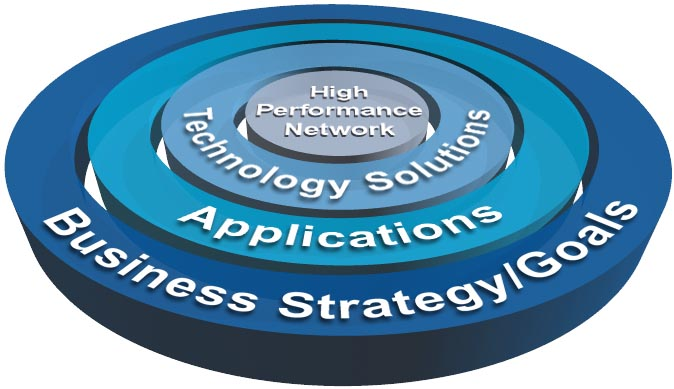 High
Performance
Network
Technology Solutions
Applications
Business Strategy/Goals